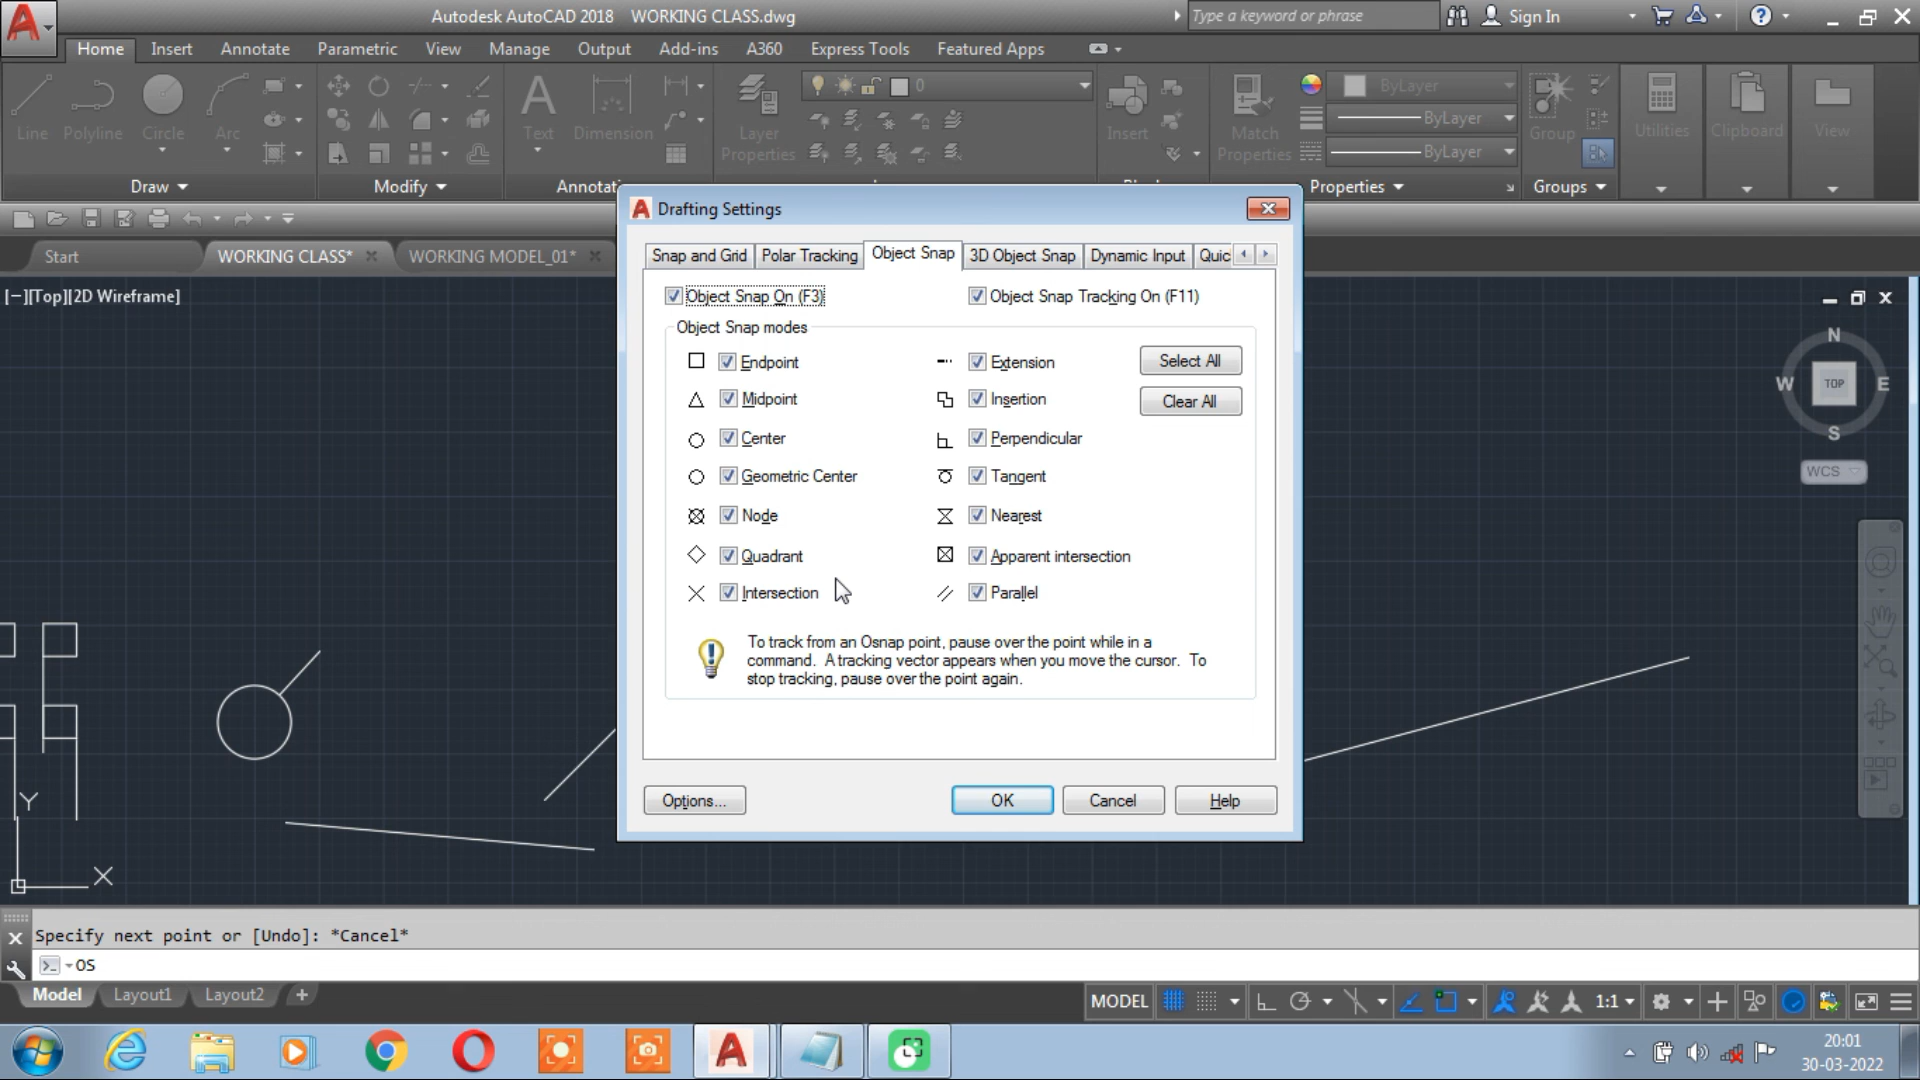 Autodesk AutoCAD 2018 WORKING CLASS.dwg
Type a keyword or phrase
Sign In
Home Insert Annotate Parametric View Manage Output Add-ins A360 Express Tools Featured Apps
0
ByLayer
Line Polyline Circle Arc
Text Dimension
Layer Properties
Insert
Match Properties
ByLayer
ByLayer
Group
Utilities
Clipboard
View
Draw Modify
Properties Groups
Start WORKING CLASS* WORKING MODEL_01*
[−][Top][2D Wireframe]
Drafting Settings
Snap and Grid Polar Tracking Object Snap 3D Object Snap Dynamic Input Quic
Object Snap On (F3) Object Snap Tracking On (F11)
Object Snap modes
Endpoint Extension Select All
Midpoint Insertion Clear All
Center Perpendicular
Geometric Center Tangent
Node Nearest
Quadrant Apparent intersection
Intersection Parallel
To track from an Osnap point, pause over the point while in a
command. A tracking vector appears when you move the cursor. To
stop tracking, pause over the point again.
Options... OK Cancel Help
N
W TOP E
S
WCS
Y
X
Specify next point or [Undo]: *Cancel*
OS
Model Layout1 Layout2 +
MODEL 1:1
20:01
30-03-2022